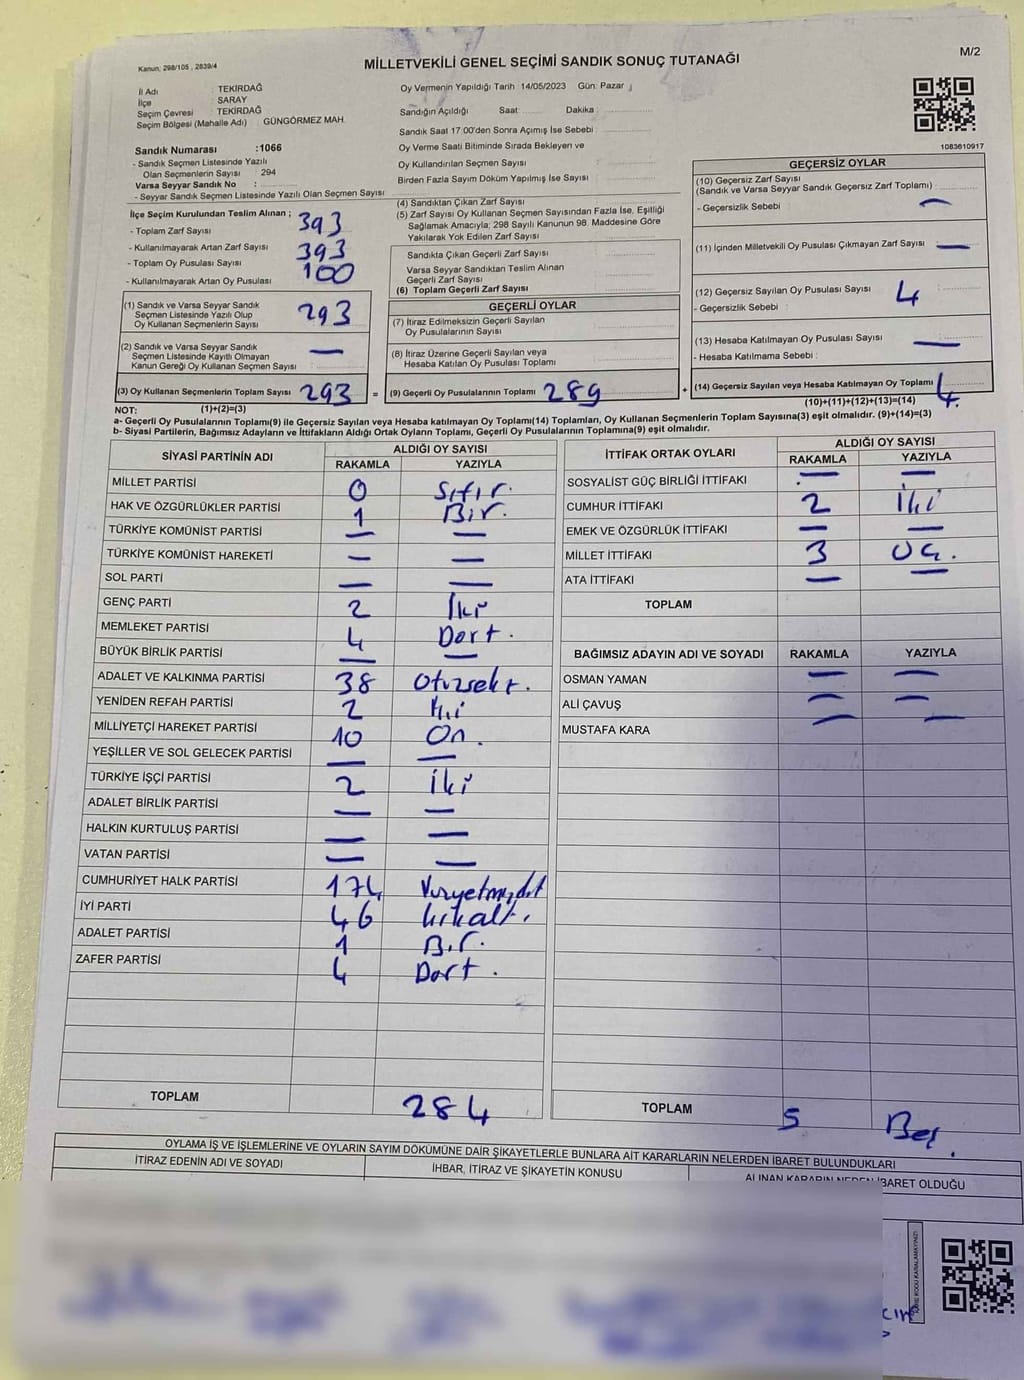 Kanun; 298/105 , 2839/4
MİLLETVEKİLİ GENEL SEÇİMİ SANDIK SONUÇ TUTANAĞI
M/2
İl Adı : TEKİRDAĞ
İlçe : SARAY
Seçim Çevresi : TEKİRDAĞ
Seçim Bölgesi (Mahalle Adı) : GÜNGÖRMEZ MAH.
Sandık Numarası :1066
- Sandık Seçmen Listesinde Yazılı
Olan Seçmenlerin Sayısı : 294
Varsa Seyyar Sandık No :
- Seyyar Sandık Seçmen Listesinde Yazılı Olan Seçmen Sayısı
İlçe Seçim Kurulundan Teslim Alınan ;
- Toplam Zarf Sayısı 393
- Kullanılmayarak Artan Zarf Sayısı
- Toplam Oy Pusulası Sayısı 393
- Kullanılmayarak Artan Oy Pusulası 100
(1) Sandık ve Varsa Seyyar Sandık
Seçmen Listesinde Yazılı Olup
Oy Kullanan Seçmenlerin Sayısı 293
(2) Sandık ve Varsa Seyyar Sandık
Seçmen Listesinde Kayıtlı Olmayan
Kanun Gereği Oy Kullanan Seçmen Sayısı —
(3) Oy Kullanan Seçmenlerin Toplam Sayısı 293 =
(1)+(2)=(3)
Oy Vermenin Yapıldığı Tarih 14/05/2023 Gün: Pazar
Sandığın Açıldığı Saat: Dakika :
Sandık Saat 17:00'den Sonra Açımış İse Sebebi :
Oy Verme Saati Bitiminde Sırada Bekleyen ve
Oy Kullandırılan Seçmen Sayısı :
Birden Fazla Sayım Döküm Yapılmış İse Sayısı :
(4) Sandıktan Çıkan Zarf Sayısı
(5) Zarf Sayısı Oy Kullanan Seçmen Sayısından Fazla İse, Eşitliği
Sağlamak Amacıyla; 298 Sayılı Kanunun 98. Maddesine Göre
Yakılarak Yok Edilen Zarf Sayısı
Sandıkta Çıkan Geçerli Zarf Sayısı
Varsa Seyyar Sandıktan Teslim Alınan
Geçerli Zarf Sayısı
(6) Toplam Geçerli Zarf Sayısı
GEÇERLİ OYLAR
(7) İtiraz Edilmeksizin Geçerli Sayılan
Oy Pusulalarının Sayısı
(8) İtiraz Üzerine Geçerli Sayılan veya
Hesaba Katılan Oy Pusulası Toplamı
(9) Geçerli Oy Pusulalarının Toplamı 289 +
1083610917
GEÇERSİZ OYLAR
(10) Geçersiz Zarf Sayısı
(Sandık ve Varsa Seyyar Sandık Geçersiz Zarf Toplamı)
- Geçersizlik Sebebi : —
(11) İçinden Milletvekili Oy Pusulası Çıkmayan Zarf Sayısı —
(12) Geçersiz Sayılan Oy Pusulası Sayısı : 4
- Geçersizlik Sebebi :
(13) Hesaba Katılmayan Oy Pusulası Sayısı : —
- Hesaba Katılmama Sebebi :
(14) Geçersiz Sayılan veya Hesaba Katılmayan Oy Toplamı 4.
(10)+(11)+(12)+(13)=(14)
NOT:
a- Geçerli Oy Pusulalarının Toplamı(9) ile Geçersiz Sayılan veya Hesaba katılmayan Oy Toplamı(14) Toplamları, Oy Kullanan Seçmenlerin Toplam Sayısına(3) eşit olmalıdır. (9)+(14)=(3)
b- Siyasi Partilerin, Bağımsız Adayların ve İttifakların Aldığı Ortak Oyların Toplamı, Geçerli Oy Pusulalarının Toplamına(9) eşit olmalıdır.
SİYASİ PARTİNİN ADI ALDIĞI OY SAYISI
RAKAMLA YAZIYLA
MİLLET PARTİSİ 0 Sıfır.
HAK VE ÖZGÜRLÜKLER PARTİSİ 1 Bir.
TÜRKİYE KOMÜNİST PARTİSİ — —
TÜRKİYE KOMÜNİST HAREKETİ — —
SOL PARTİ — —
GENÇ PARTİ 2 İki
MEMLEKET PARTİSİ 4 Dört.
BÜYÜK BİRLİK PARTİSİ — —
ADALET VE KALKINMA PARTİSİ 38 Otuzsekz.
YENİDEN REFAH PARTİSİ 2 İki
MİLLİYETÇİ HAREKET PARTİSİ 10 On.
YEŞİLLER VE SOL GELECEK PARTİSİ — —
TÜRKİYE İŞÇİ PARTİSİ 2 İki
ADALET BİRLİK PARTİSİ — —
HALKIN KURTULUŞ PARTİSİ — —
VATAN PARTİSİ — —
CUMHURİYET HALK PARTİSİ 174
İYİ PARTİ 46 kırkaltı.
ADALET PARTİSİ 1 Bir.
ZAFER PARTİSİ 4 Dort.
TOPLAM 284
İTTİFAK ORTAK OYLARI ALDIĞI OY SAYISI
RAKAMLA YAZIYLA
SOSYALİST GÜÇ BİRLİĞİ İTTİFAKI — —
CUMHUR İTTİFAKI 2 İki
EMEK VE ÖZGÜRLÜK İTTİFAKI — —
MİLLET İTTİFAKI 3 Üç.
ATA İTTİFAKI — —
TOPLAM
BAĞIMSIZ ADAYIN ADI VE SOYADI RAKAMLA YAZIYLA
OSMAN YAMAN — —
ALİ ÇAVUŞ — —
MUSTAFA KARA — —
TOPLAM 5 Beş.
OYLAMA İŞ VE İŞLEMLERİNE VE OYLARIN SAYIM DÖKÜMÜNE DAİR ŞİKAYETLERLE BUNLARA AİT KARARLARIN NELERDEN İBARET BULUNDUKLARI
İTİRAZ EDENİN ADI VE SOYADI İHBAR, İTİRAZ VE ŞİKAYETİN KONUSU ALINAN KARARIN NEDEN İBARET OLDUĞU